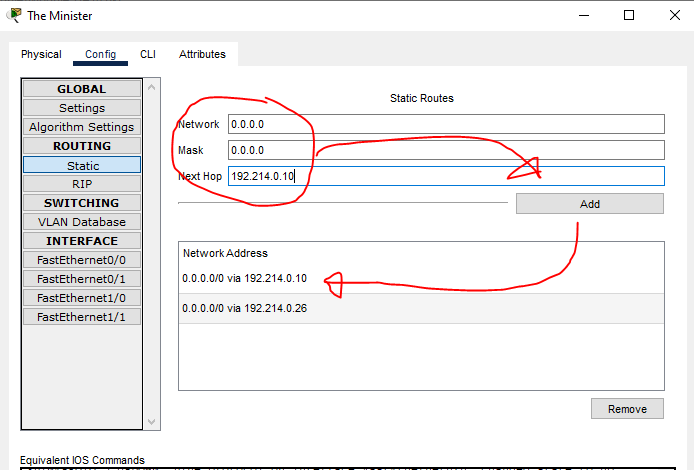 The Minister
Physical Config CLI Attributes
GLOBAL
Settings
Algorithm Settings
ROUTING
Static
RIP
SWITCHING
VLAN Database
INTERFACE
FastEthernet0/0
FastEthernet0/1
FastEthernet1/0
FastEthernet1/1
Static Routes
Network 0.0.0.0
Mask 0.0.0.0
Next Hop 192.214.0.10
Add
Network Address
0.0.0.0/0 via 192.214.0.10
0.0.0.0/0 via 192.214.0.26
Remove
Equivalent IOS Commands